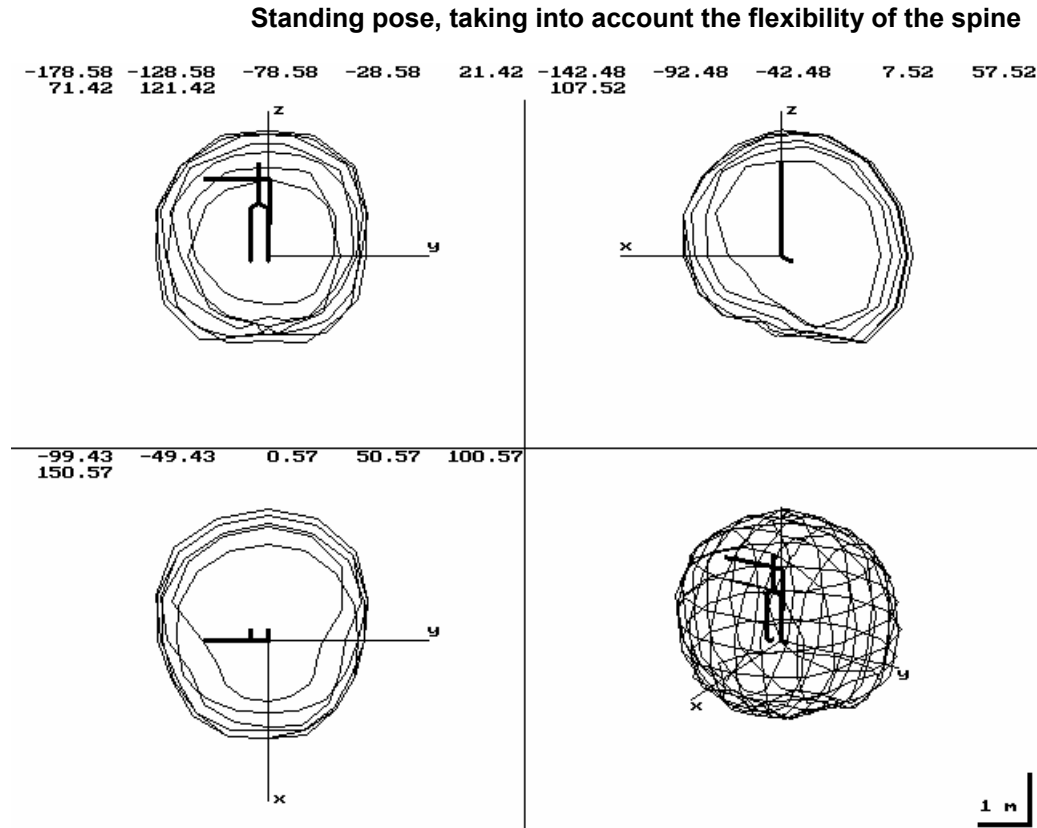 Standing pose, taking into account the flexibility of the spine
-178.58 -128.58 -78.58 -28.58 21.42
71.42 121.42
-142.48 -92.48 -42.48 7.52 57.52
107.52
z
y
z
x
-99.43 -49.43 0.57 50.57 100.57
150.57
y
x
z
y
x
1 m